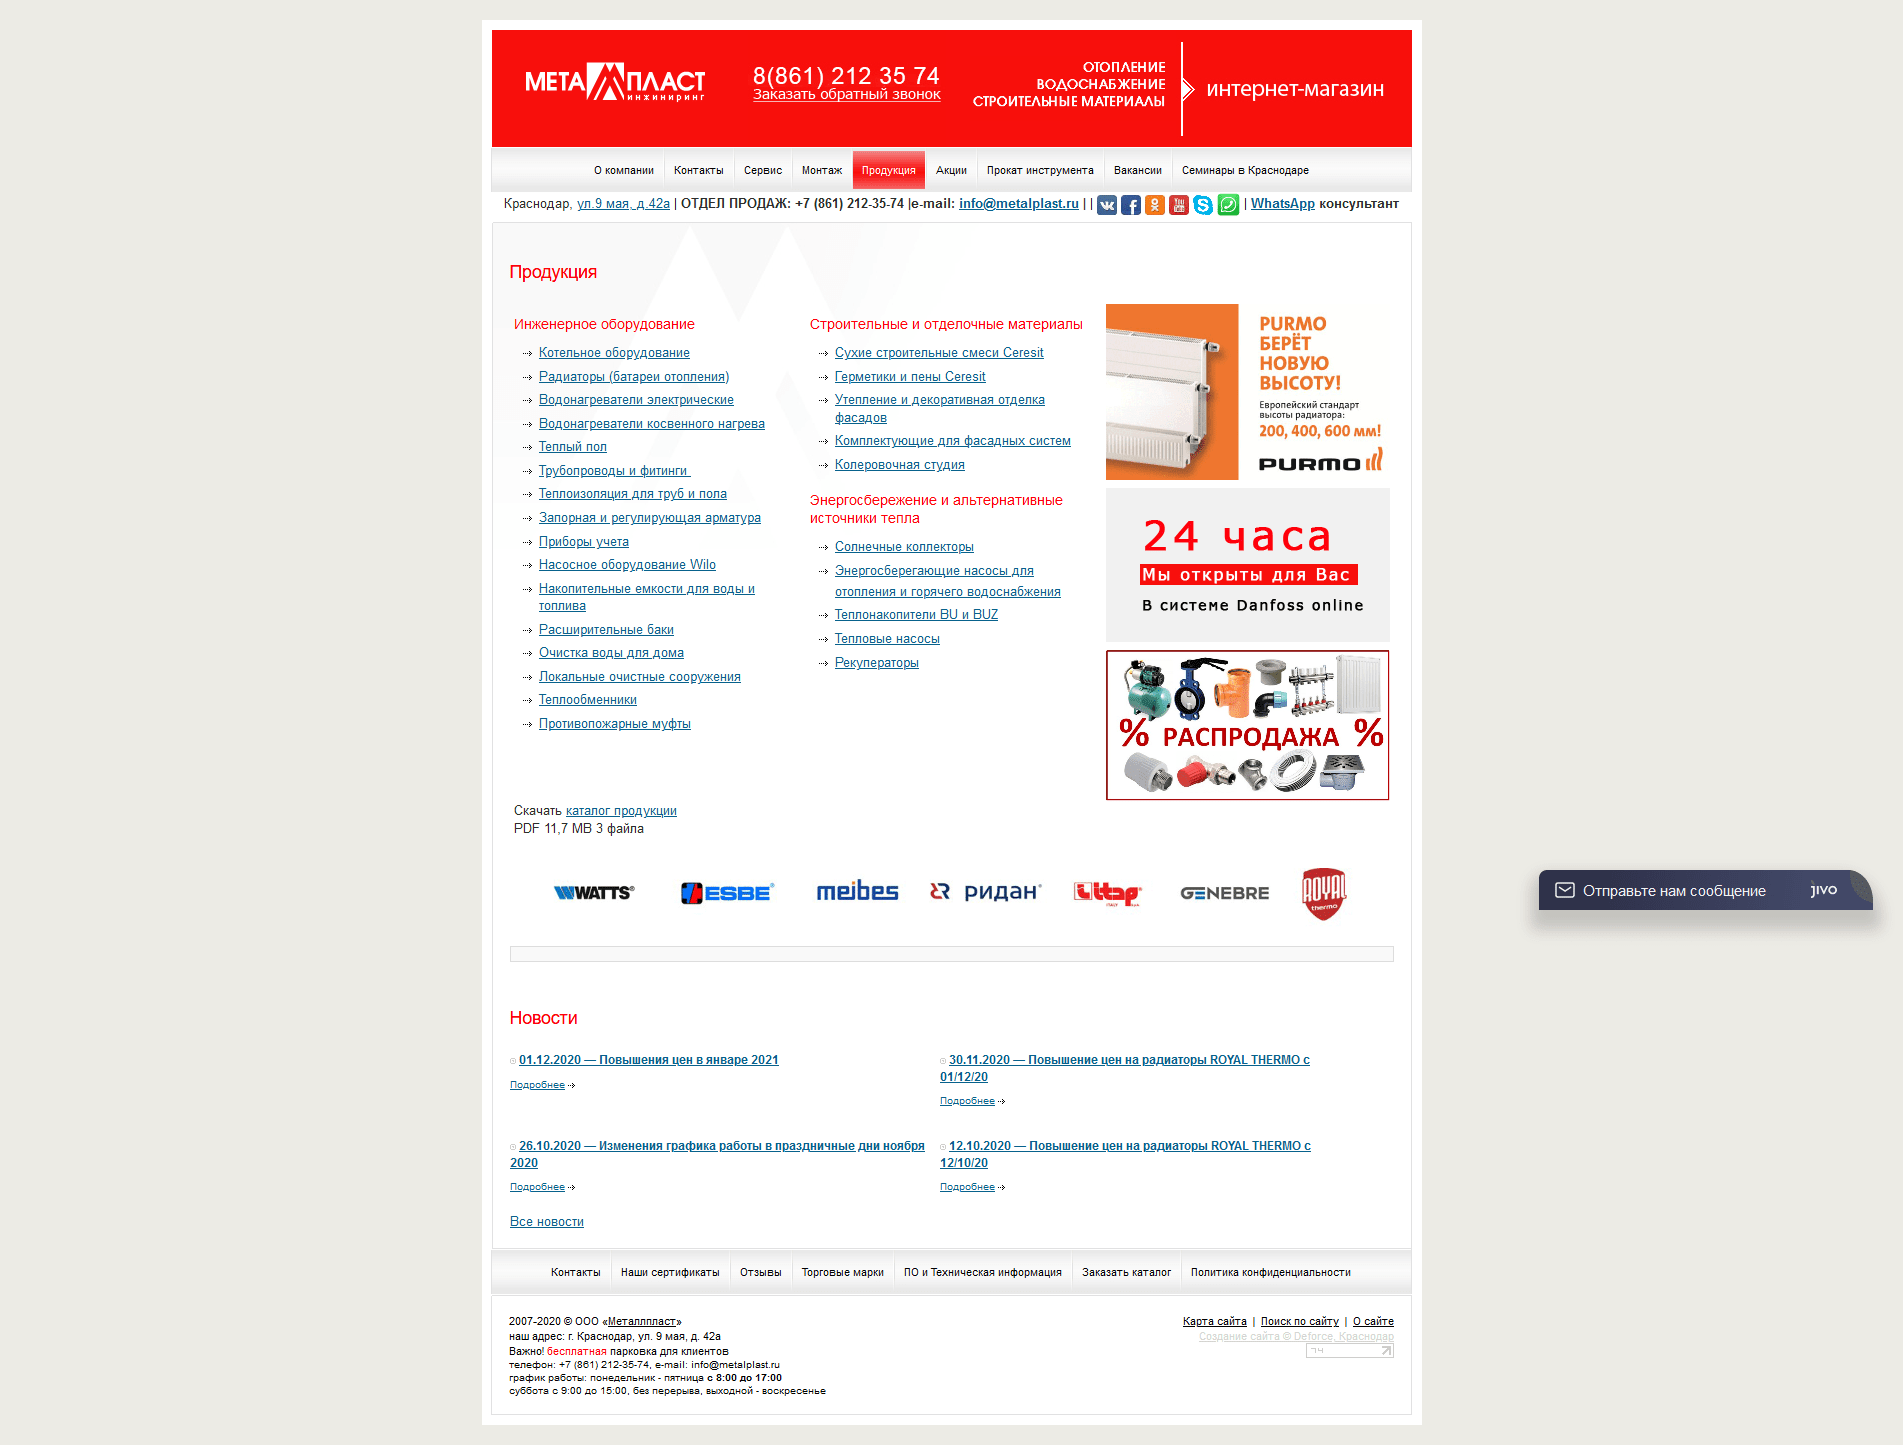 МЕТАЛЛПЛАСТ
инжиниринг
8(861) 212 35 74
Заказать обратный звонок
ОТОПЛЕНИЕ
ВОДОСНАБЖЕНИЕ
СТРОИТЕЛЬНЫЕ МАТЕРИАЛЫ
интернет-магазин
О компании Контакты Сервис Монтаж Продукция Акции Прокат инструмента Вакансии Семинары в Краснодаре
Краснодар, ул.9 мая, д.42а | ОТДЕЛ ПРОДАЖ: +7 (861) 212-35-74 |e-mail: info@metalplast.ru | | | WhatsApp консультант
Продукция
Инженерное оборудование
Котельное оборудование
Радиаторы (батареи отопления)
Водонагреватели электрические
Водонагреватели косвенного нагрева
Теплый пол
Трубопроводы и фитинги
Теплоизоляция для труб и пола
Запорная и регулирующая арматура
Приборы учета
Насосное оборудование Wilo
Накопительные емкости для воды и
топлива
Расширительные баки
Очистка воды для дома
Локальные очистные сооружения
Теплообменники
Противопожарные муфты
Строительные и отделочные материалы
Сухие строительные смеси Ceresit
Герметики и пены Ceresit
Утепление и декоративная отделка
фасадов
Комплектующие для фасадных систем
Колеровочная студия
Энергосбережение и альтернативные
источники тепла
Солнечные коллекторы
Энергосберегающие насосы для
отопления и горячего водоснабжения
Теплонакопители BU и BUZ
Тепловые насосы
Рекуператоры
PURMO
БЕРЁТ
НОВУЮ
ВЫСОТУ!
Европейский стандарт
высоты радиатора:
200, 400, 600 мм!
PURMO
24 часа
Мы открыты для Вас
В системе Danfoss online
% РАСПРОДАЖА %
Скачать каталог продукции
PDF 11,7 MB 3 файла
WATTS® ESBE meibes РИДАН itap GENEBRE ROYAL thermo
Отправьте нам сообщение jivo
Новости
01.12.2020 — Повышения цен в январе 2021
Подробнее
30.11.2020 — Повышение цен на радиаторы ROYAL THERMO с
01/12/20
Подробнее
26.10.2020 — Изменения графика работы в праздничные дни ноября
2020
Подробнее
12.10.2020 — Повышение цен на радиаторы ROYAL THERMO с
12/10/20
Подробнее
Все новости
Контакты Наши сертификаты Отзывы Торговые марки ПО и Техническая информация Заказать каталог Политика конфиденциальности
2007-2020 © ООО «Металлпласт»
наш адрес: г. Краснодар, ул. 9 мая, д. 42а
Важно! бесплатная парковка для клиентов
телефон: +7 (861) 212-35-74, e-mail: info@metalplast.ru
график работы: понедельник - пятница с 8:00 до 17:00
суббота с 9:00 до 15:00, без перерыва, выходной - воскресенье
Карта сайта | Поиск по сайту | О сайте
Создание сайта © Deforce, Краснодар